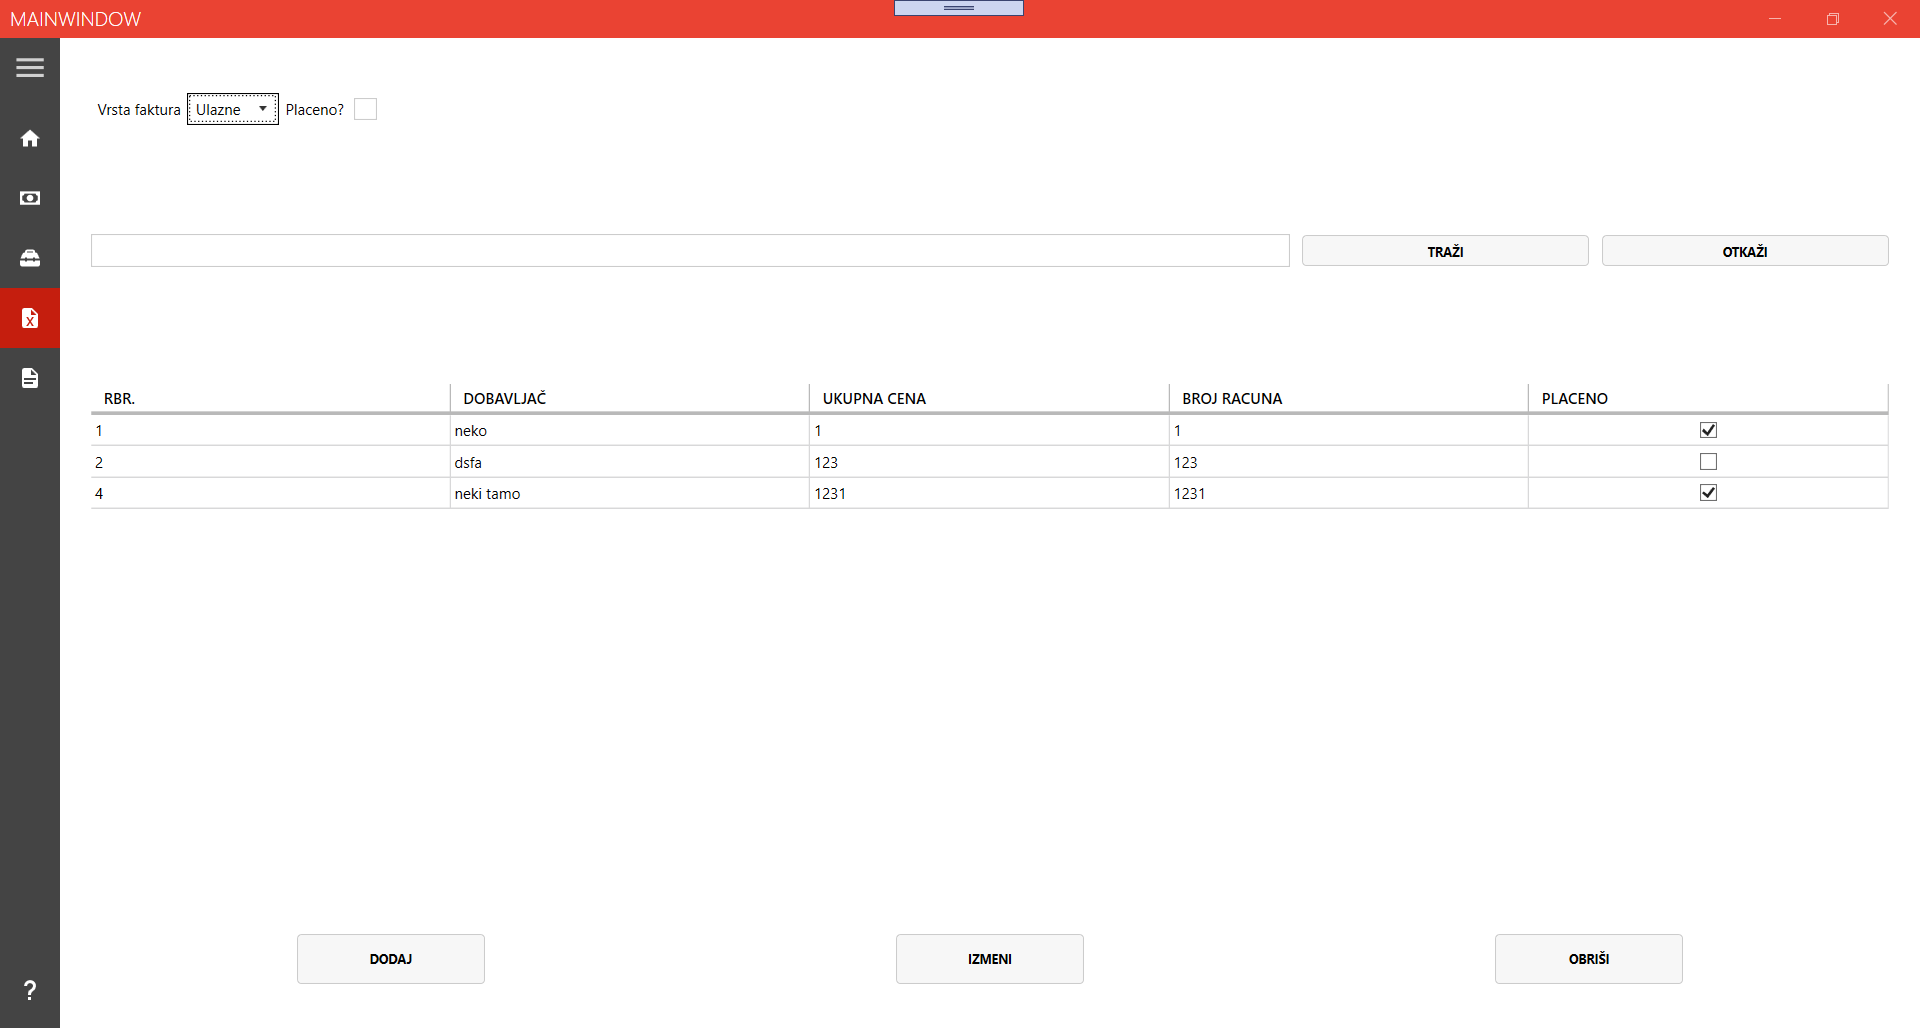 MAINWINDOW
Vrsta faktura Ulazne Placeno?
TRAŽI OTKAŽI
RBR. DOBAVLJAČ UKUPNA CENA BROJ RACUNA PLACENO
1 neko 1 1
2 dsfa 123 123
4 neki tamo 1231 1231
DODAJ IZMENI OBRIŠI
?